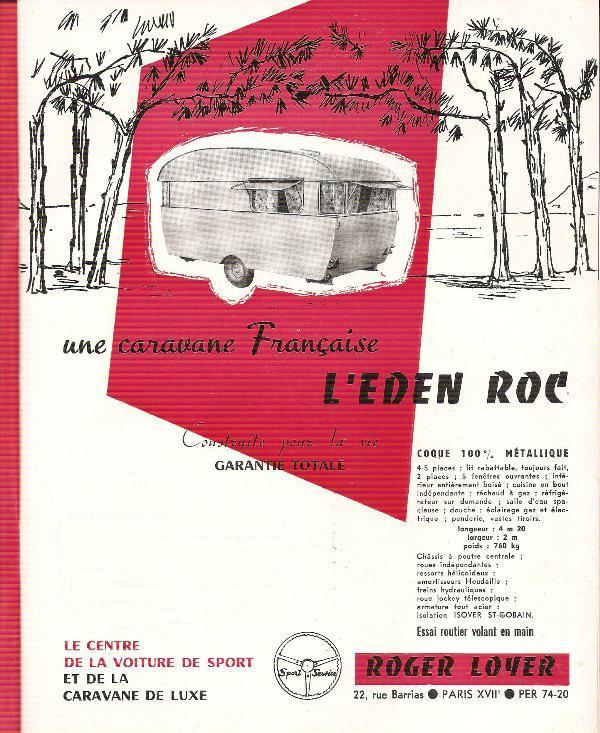 une caravane Française
L'EDEN ROC
Construite pour la vie
GARANTIE TOTALE
COQUE 100% MÉTALLIQUE
4-5 places ; lit rabattable, toujours fait,
2 places ; 5 fenêtres ouvrantes ; inté-
rieur entièrement boisé ; cuisine en bout
indépendante ; réchaud à gaz ; réfrigé-
rateur sur demande ; salle d'eau spa-
cieuse ; douche ; éclairage gaz et élec-
trique ; penderie, vastes tiroirs.
longueur : 4 m 20
largeur : 2 m
poids : 760 kg
Châssis à poutre centrale ;
roues indépendantes ;
ressorts hélicoïdaux ;
amortisseurs Houdaille ;
freins hydrauliques ;
roue jockey télescopique ;
armature tout acier ;
isolation ISOVER ST-GOBAIN.
Essai routier volant en main
LE CENTRE
DE LA VOITURE DE SPORT
ET DE LA
CARAVANE DE LUXE
Sport Service
ROGER LOYER
22, rue Barrias ● PARIS XVIIe ● PER 74-20